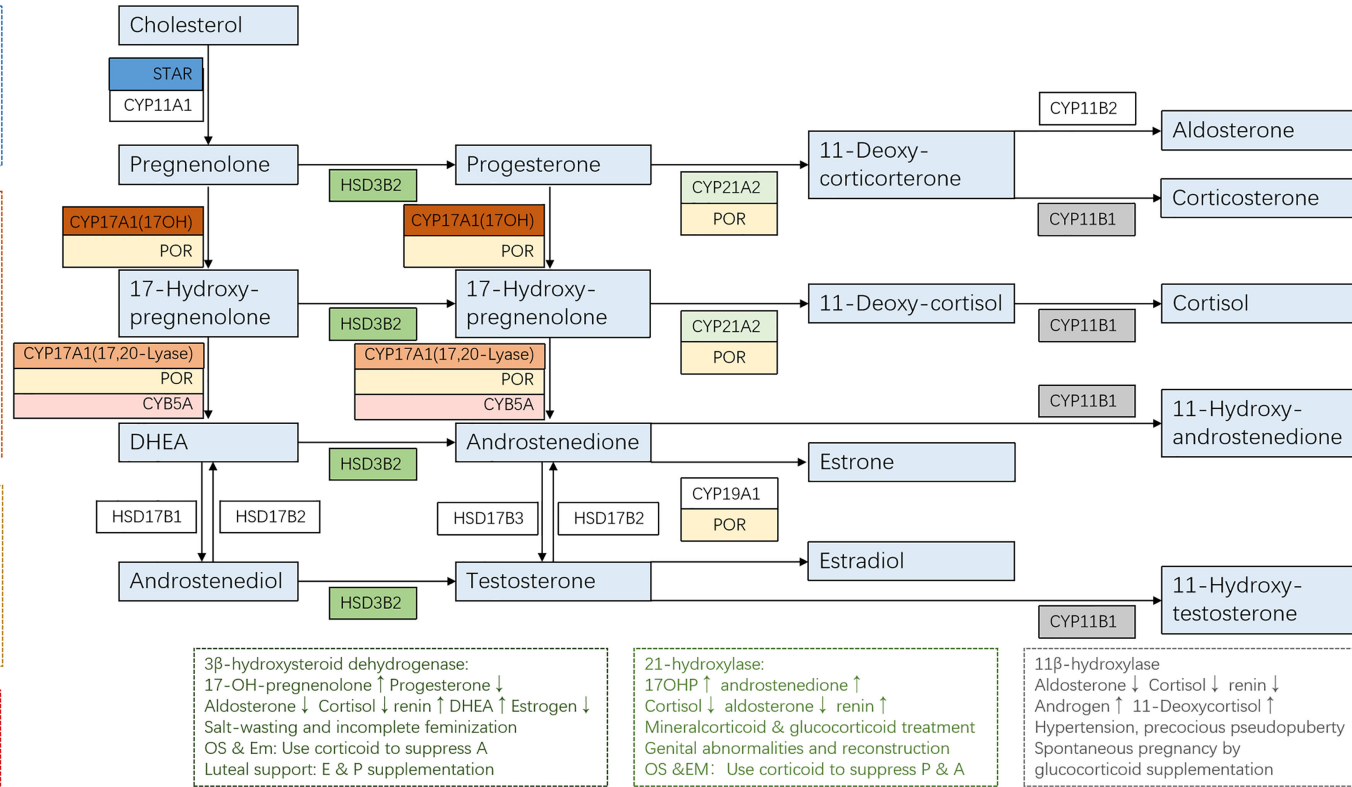 Cholesterol
STAR
CYP11A1
CYP11B2
Pregnenolone
HSD3B2
Progesterone
CYP21A2
POR
11-Deoxy-
corticorterone
Aldosterone
Corticosterone
CYP11B1
CYP17A1(17OH)
POR
CYP17A1(17OH)
POR
17-Hydroxy-
pregnenolone
HSD3B2
17-Hydroxy-
pregnenolone
CYP21A2
POR
11-Deoxy-cortisol
CYP11B1
Cortisol
CYP17A1(17,20-Lyase)
POR
CYB5A
CYP17A1(17,20-Lyase)
POR
CYB5A
CYP11B1
DHEA
HSD3B2
Androstenedione
11-Hydroxy-
androstenedione
Estrone
CYP19A1
POR
HSD17B1
HSD17B2
HSD17B3
HSD17B2
Androstenediol
HSD3B2
Testosterone
Estradiol
CYP11B1
11-Hydroxy-
testosterone
3β-hydroxysteroid dehydrogenase:
17-OH-pregnenolone ↑ Progesterone ↓
Aldosterone ↓ Cortisol ↓ renin ↑ DHEA ↑ Estrogen ↓
Salt-wasting and incomplete feminization
OS & Em: Use corticoid to suppress A
Luteal support: E & P supplementation
21-hydroxylase:
17OHP ↑ androstenedione ↑
Cortisol ↓ aldosterone ↓ renin ↑
Mineralcorticoid & glucocorticoid treatment
Genital abnormalities and reconstruction
OS &EM: Use corticoid to suppress P & A
11β-hydroxylase
Aldosterone ↓ Cortisol ↓ renin ↓
Androgen ↑ 11-Deoxycortisol ↑
Hypertension, precocious pseudopuberty
Spontaneous pregnancy by
glucocorticoid supplementation